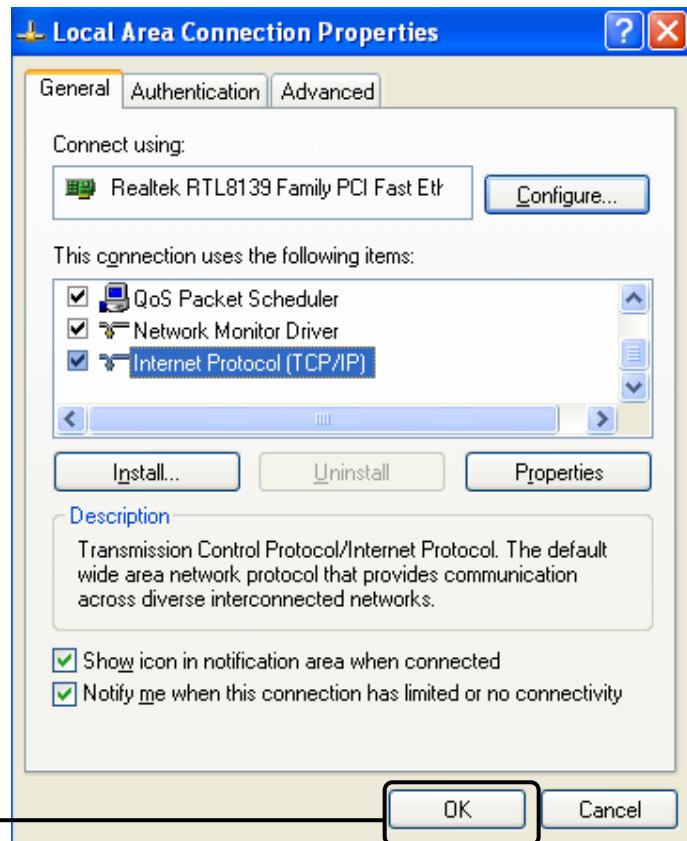 Local Area Connection Properties
General Authentication Advanced
Connect using:
Realtek RTL8139 Family PCI Fast Eth
Configure...
This connection uses the following items:
QoS Packet Scheduler
Network Monitor Driver
Internet Protocol (TCP/IP)
Install... Uninstall Properties
Description
Transmission Control Protocol/Internet Protocol. The default
wide area network protocol that provides communication
across diverse interconnected networks.
Show icon in notification area when connected
Notify me when this connection has limited or no connectivity
OK Cancel